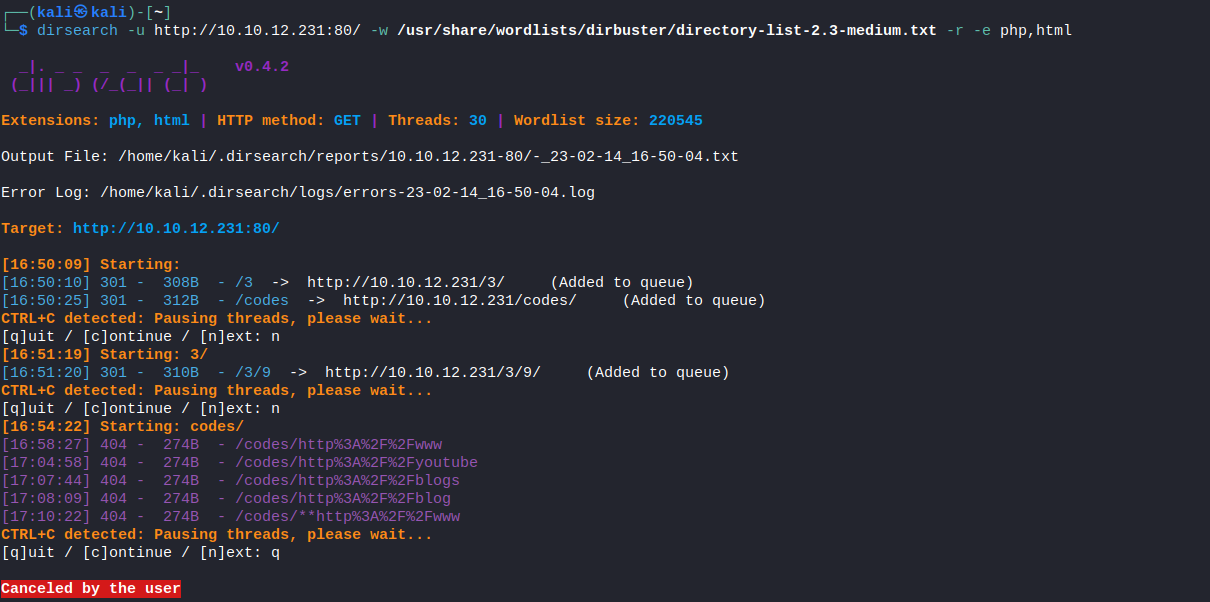 ┌──(kali㉿kali)-[~]
└─$ dirsearch -u http://10.10.12.231:80/ -w /usr/share/wordlists/dirbuster/directory-list-2.3-medium.txt -r -e php,html
  _|. _ _  _  _  _ _|_    v0.4.2
 (_||| _) (/_(_|| (_| )
Extensions: php, html | HTTP method: GET | Threads: 30 | Wordlist size: 220545
Output File: /home/kali/.dirsearch/reports/10.10.12.231-80/-_23-02-14_16-50-04.txt
Error Log: /home/kali/.dirsearch/logs/errors-23-02-14_16-50-04.log
Target: http://10.10.12.231:80/
[16:50:09] Starting:
[16:50:10] 301 -  308B  - /3  ->  http://10.10.12.231/3/     (Added to queue)
[16:50:25] 301 -  312B  - /codes  ->  http://10.10.12.231/codes/     (Added to queue)
CTRL+C detected: Pausing threads, please wait...
[q]uit / [c]ontinue / [n]ext: n
[16:51:19] Starting: 3/
[16:51:20] 301 -  310B  - /3/9  ->  http://10.10.12.231/3/9/     (Added to queue)
CTRL+C detected: Pausing threads, please wait...
[q]uit / [c]ontinue / [n]ext: n
[16:54:22] Starting: codes/
[16:58:27] 404 -  274B  - /codes/http%3A%2F%2Fwww
[17:04:58] 404 -  274B  - /codes/http%3A%2F%2Fyoutube
[17:07:44] 404 -  274B  - /codes/http%3A%2F%2Fblogs
[17:08:09] 404 -  274B  - /codes/http%3A%2F%2Fblog
[17:10:22] 404 -  274B  - /codes/**http%3A%2F%2Fwww
CTRL+C detected: Pausing threads, please wait...
[q]uit / [c]ontinue / [n]ext: q
Canceled by the user